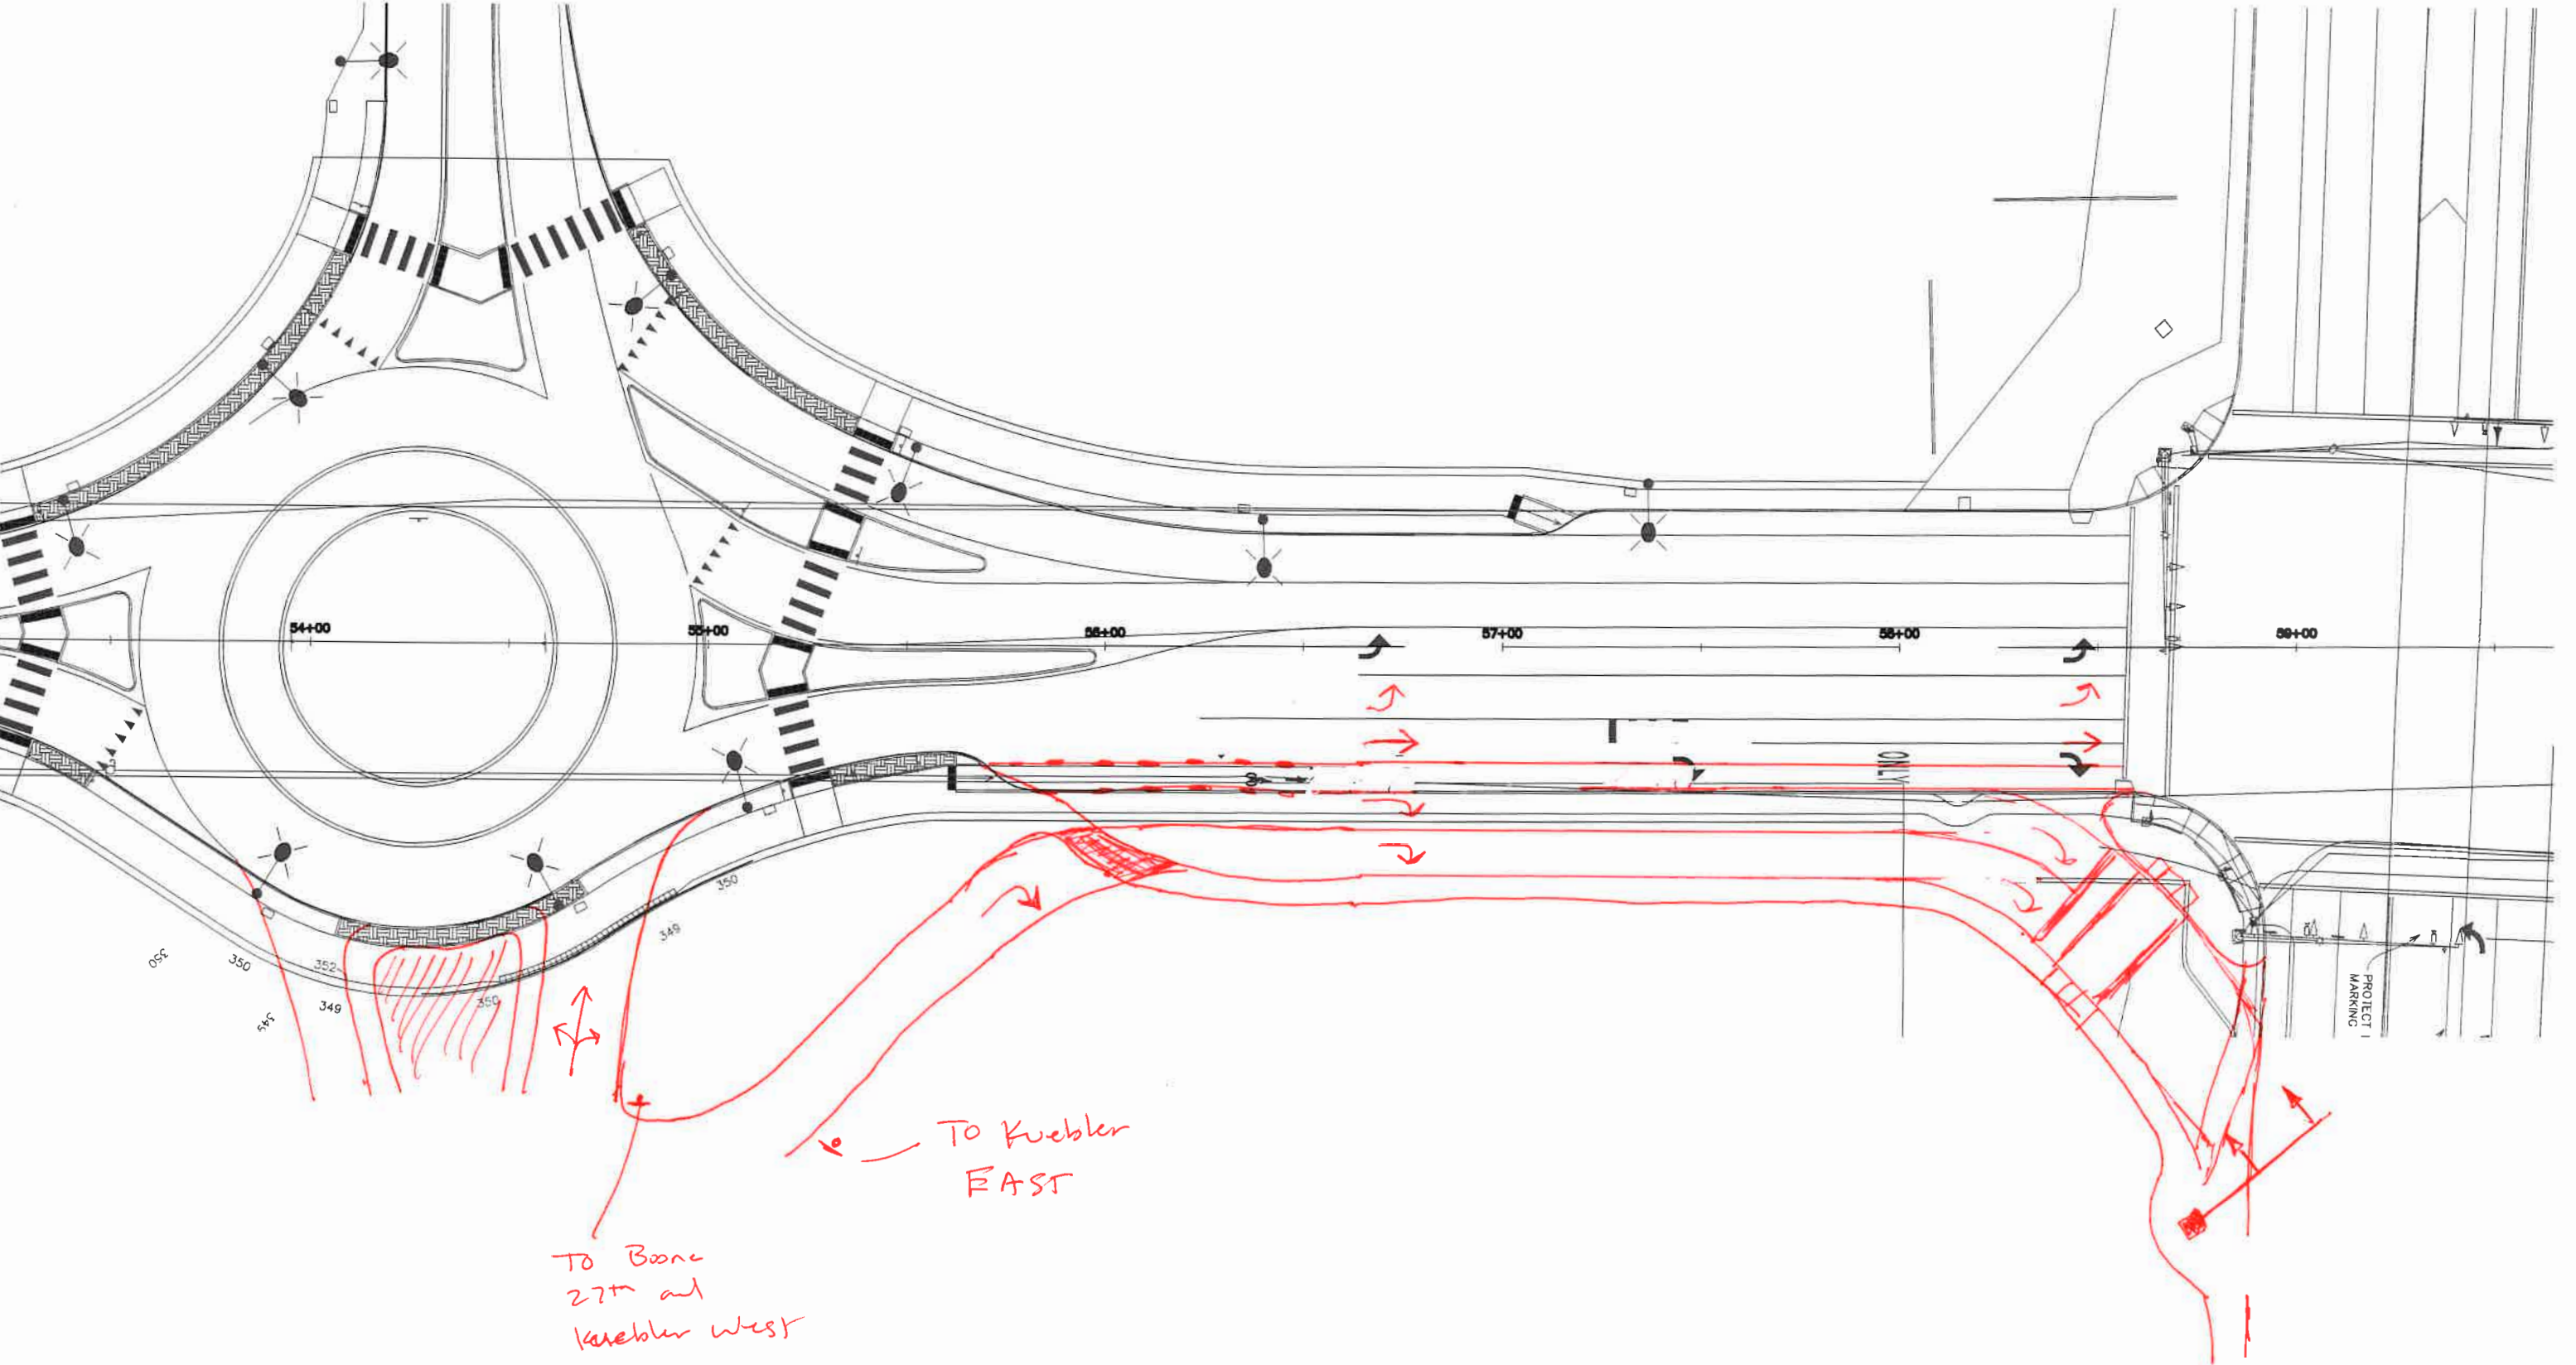 54+00
55+00
56+00
57+00
58+00
59+00
ONLY
350
350
352
349
349
350
349
350
PROTECT
MARKING
TO Kuebler
EAST
TO Boone
27th and
Kuebler West